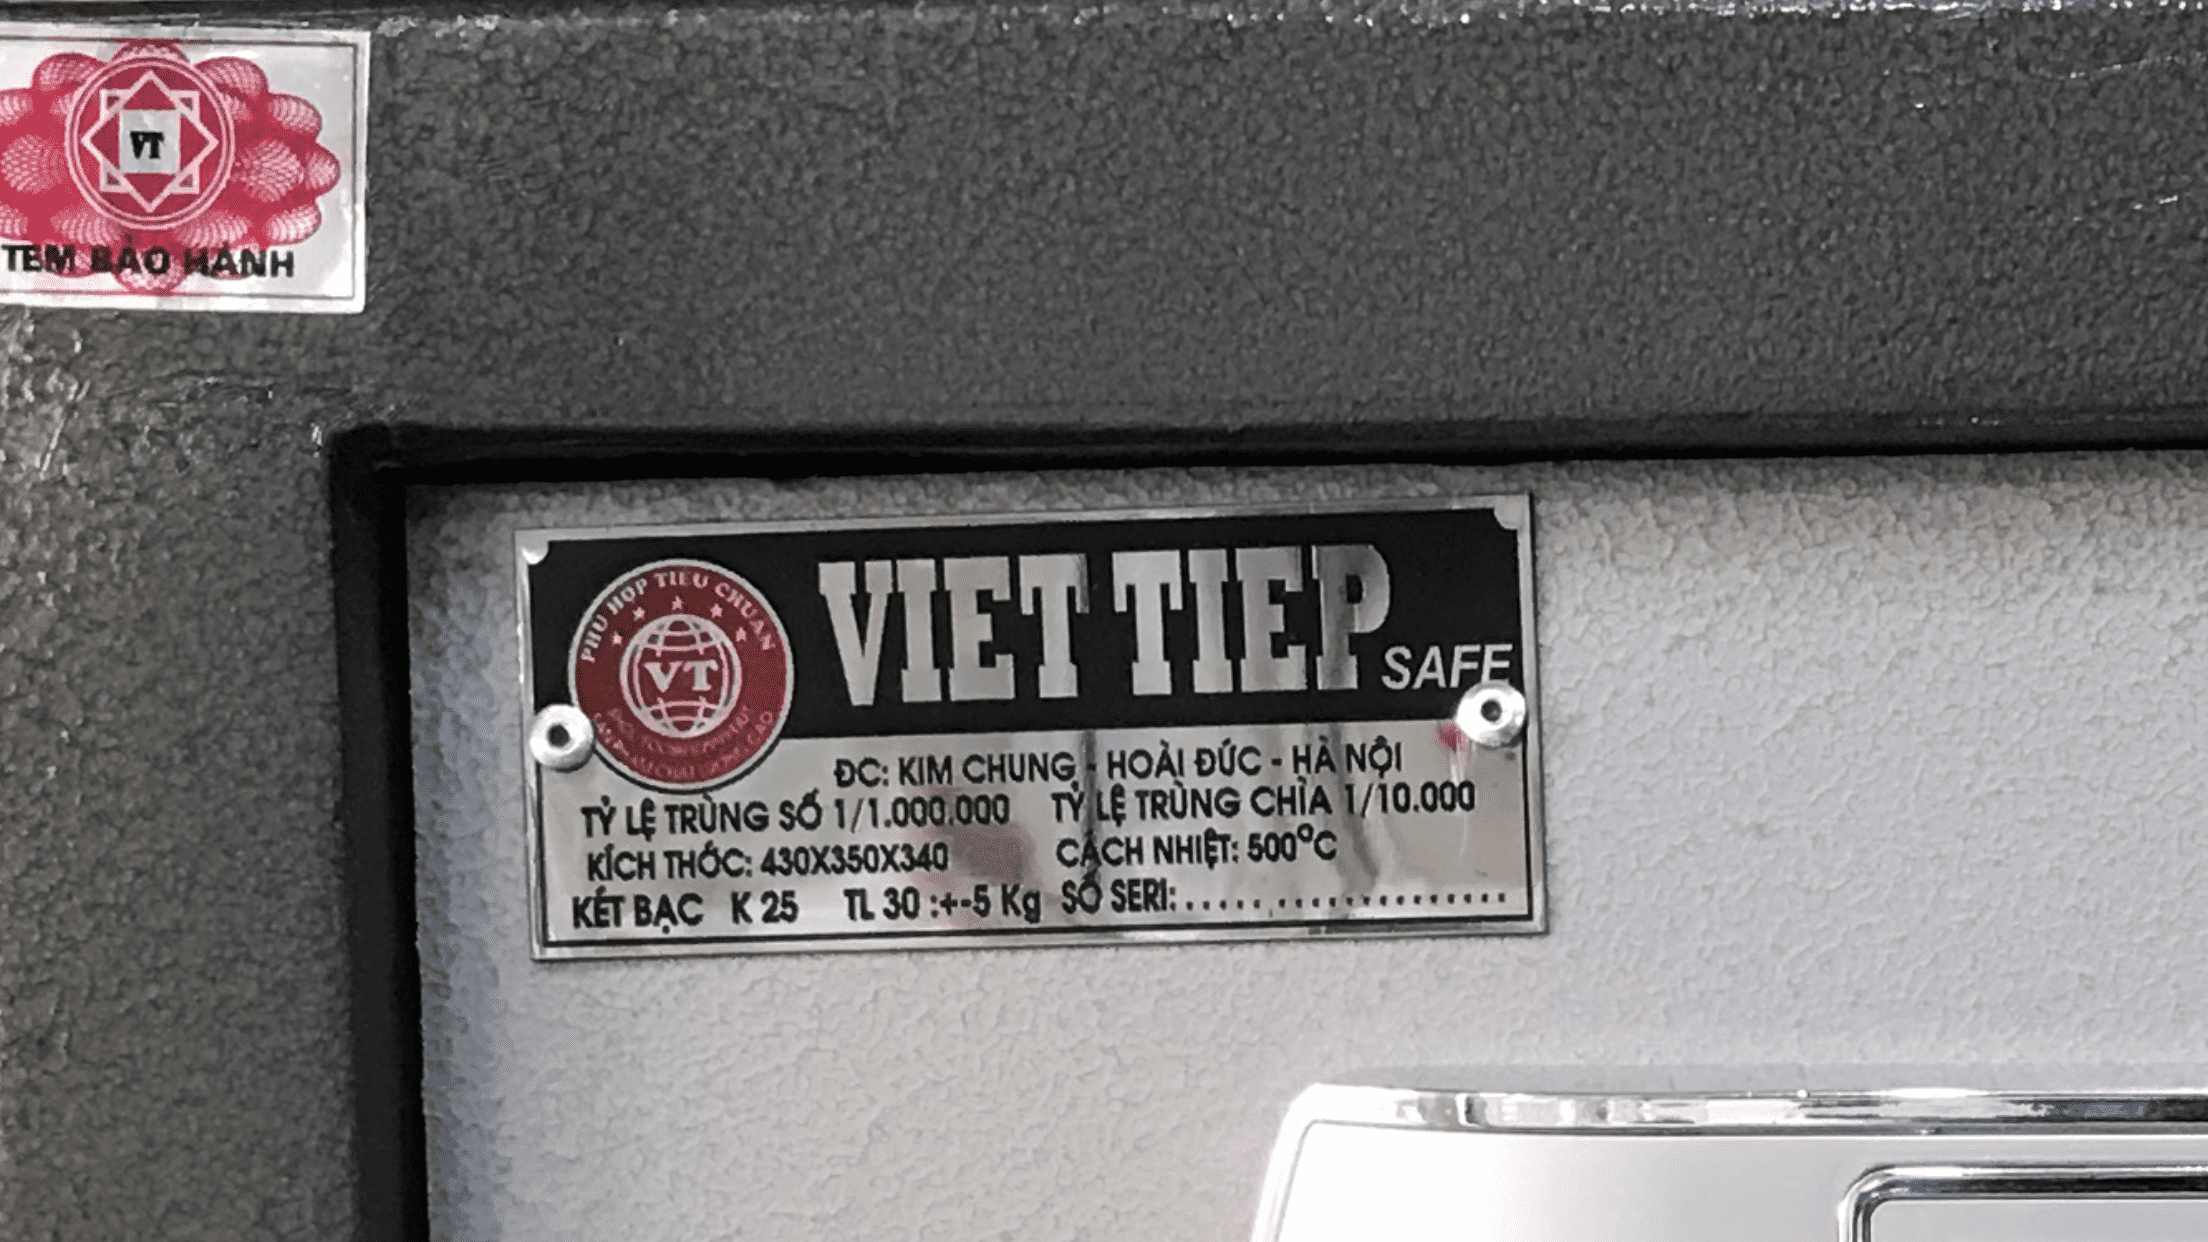 VT
TEM BẢO HÀNH
PHÙ HỢP TIÊU CHUẨN
VT
VIET TIEP SAFE
ĐC: KIM CHUNG - HOÀI ĐỨC - HÀ NỘI
TỶ LỆ TRÙNG SỐ 1/1.000.000 TỶ LỆ TRÙNG CHÌA 1/10.000
KÍCH THỚC: 430X350X340 CÁCH NHIỆT: 500°C
KÉT BẠC K 25 TL 30 :+-5 Kg SỐ SERI:....................